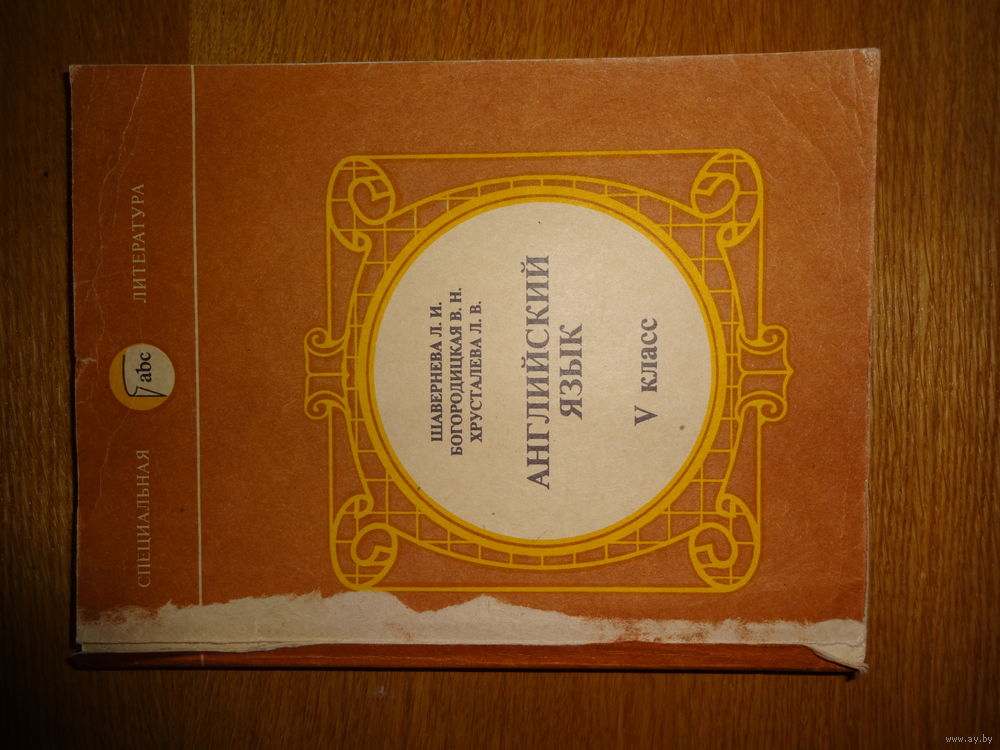 СПЕЦИАЛЬНАЯ abc ЛИТЕРАТУРА
ШАВЕРНЕВА Л. И.
БОГОРОДИЦКАЯ В. Н.
ХРУСТАЛЕВА Л. В.
АНГЛИЙСКИЙ
ЯЗЫК
V класс
www.ay.by